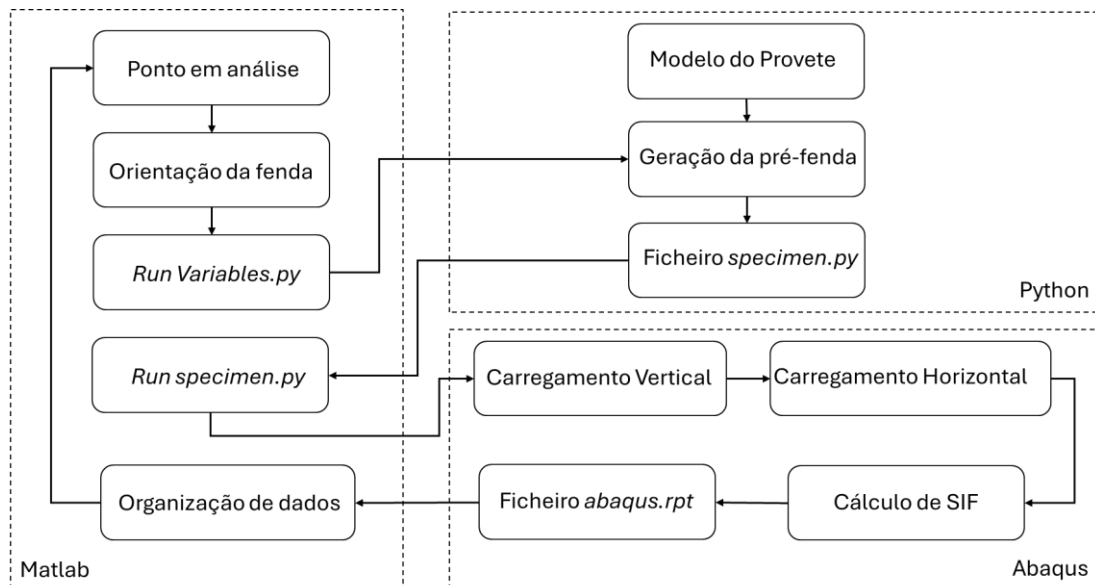 Ponto em análise
Orientação da fenda
Run Variables.py
Run specimen.py
Organização de dados
Matlab
Modelo do Provete
Geração da pré-fenda
Ficheiro specimen.py
Python
Carregamento Vertical
Carregamento Horizontal
Ficheiro abaqus.rpt
Cálculo de SIF
Abaqus